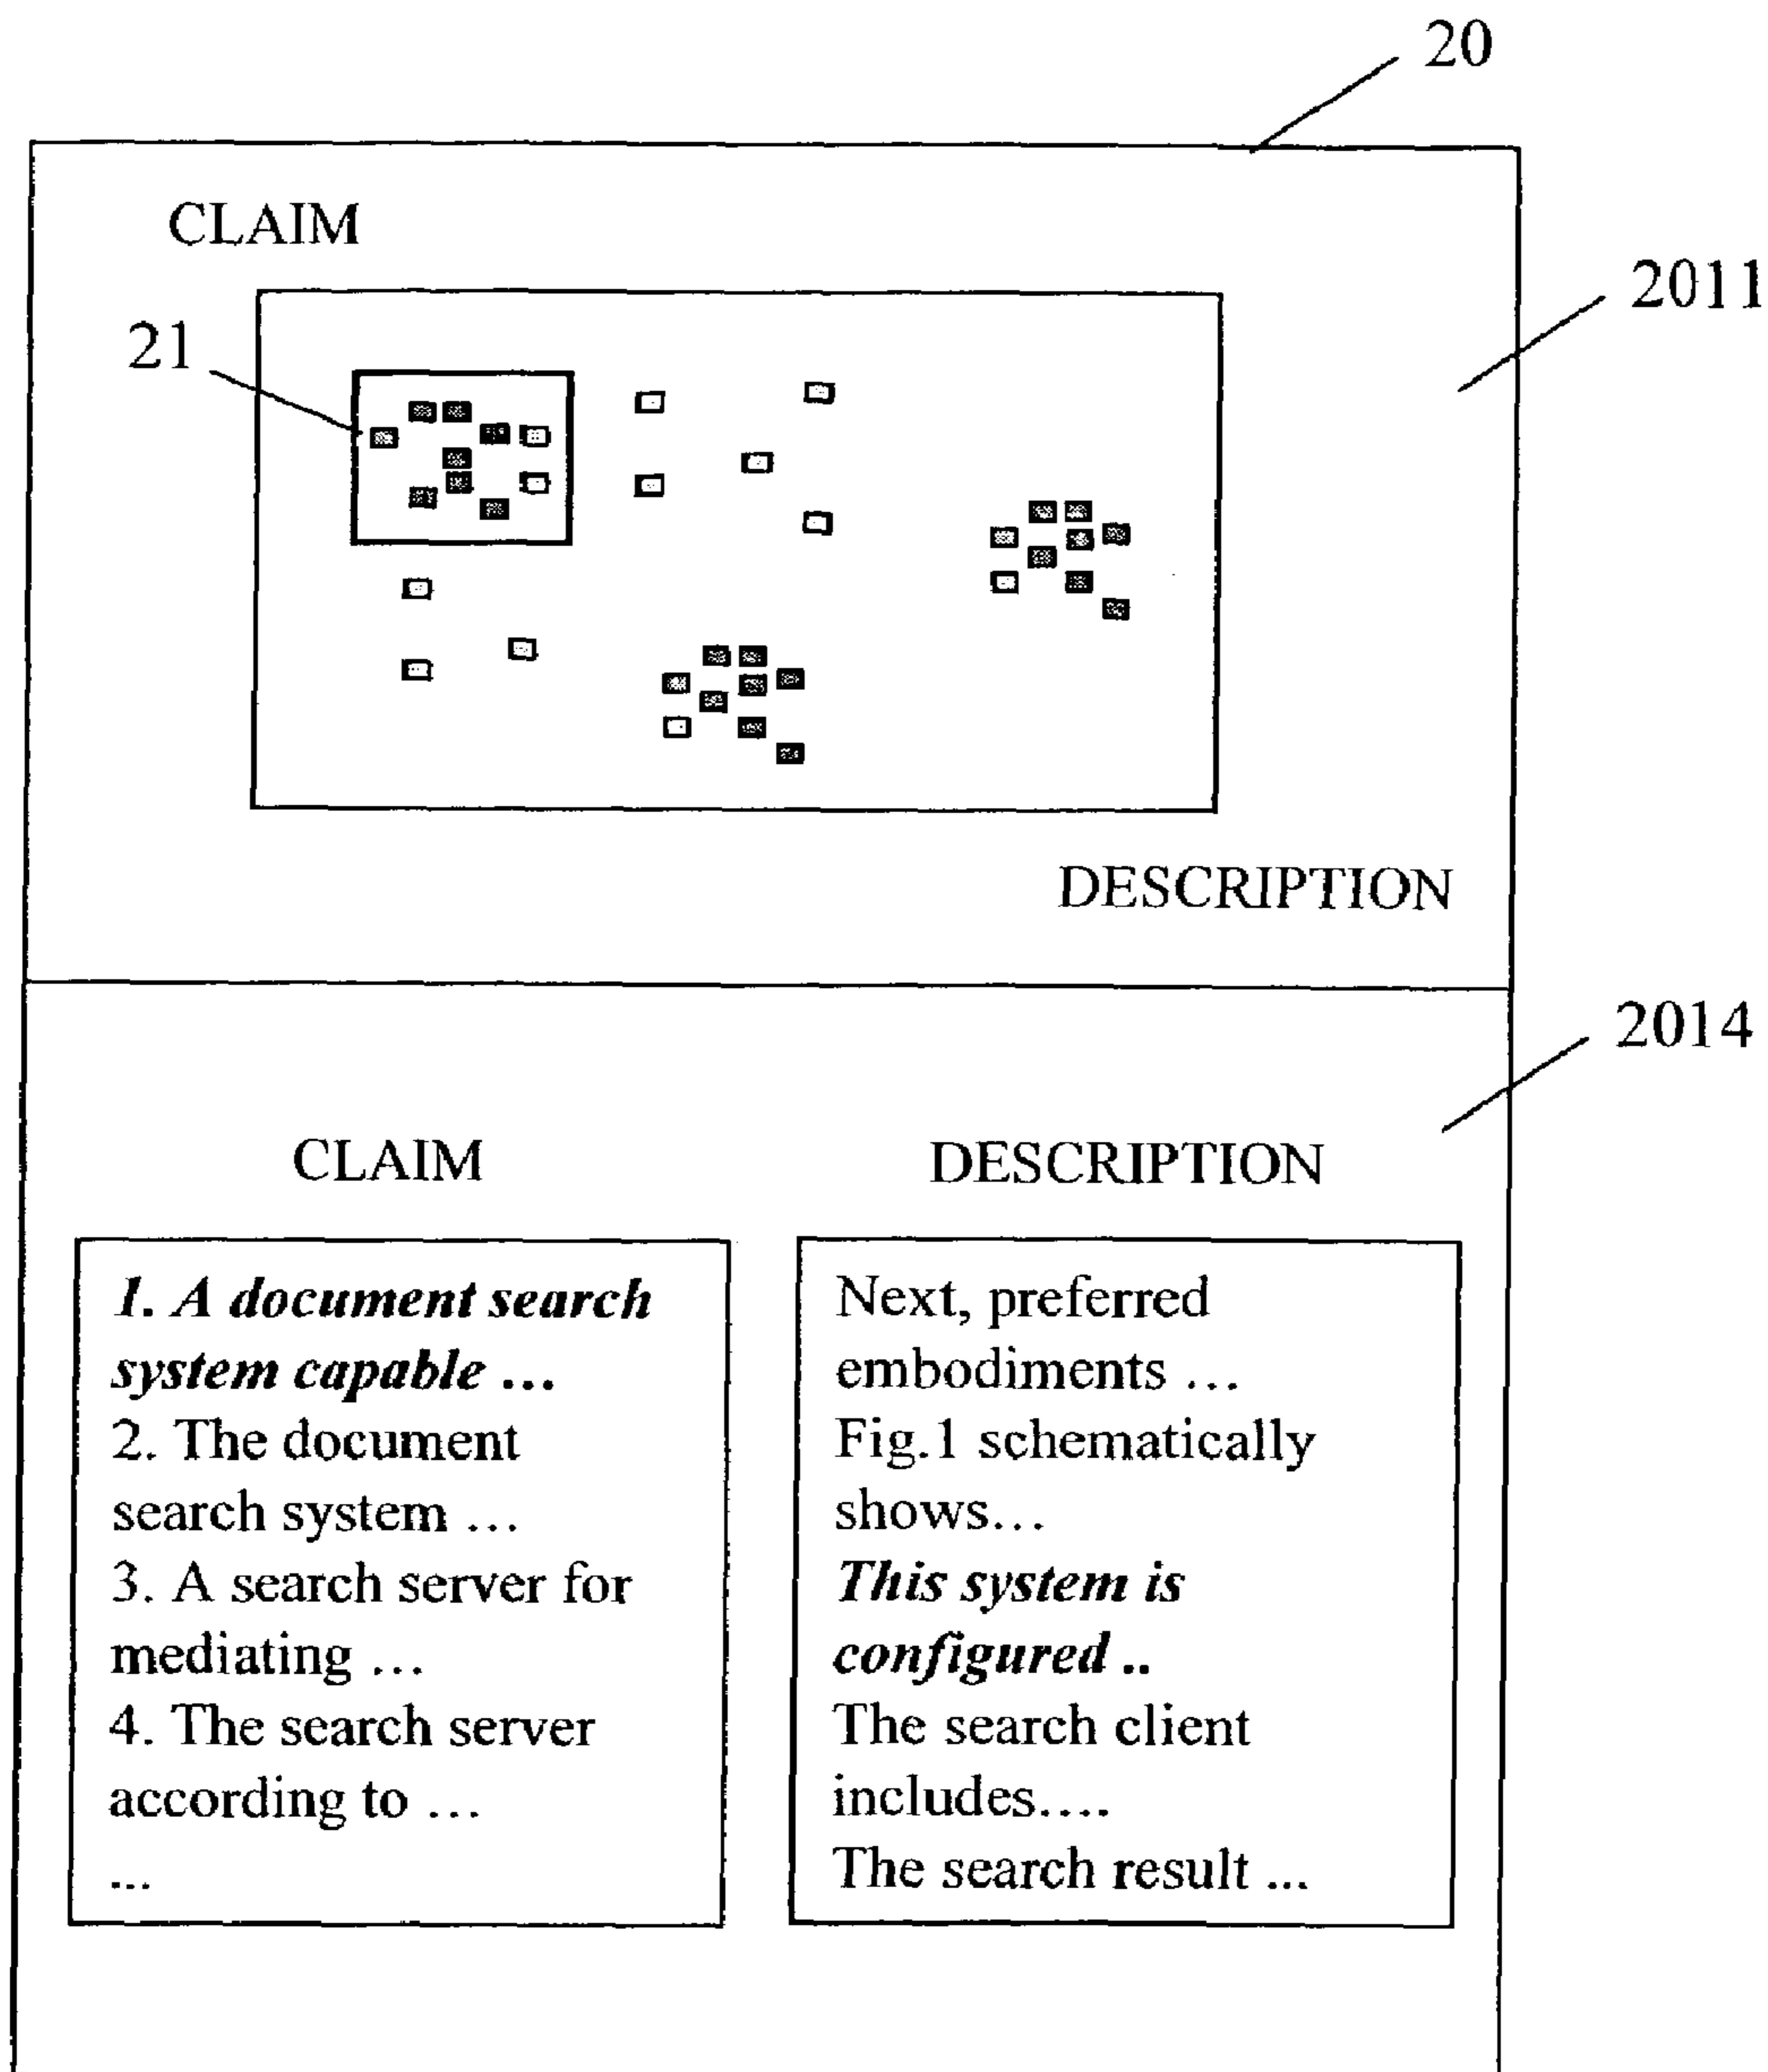 20
CLAIM
2011
21
DESCRIPTION
2014
CLAIM
1. A document search
system capable ...
2. The document
search system ...
3. A search server for
mediating ...
4. The search server
according to ...
...
DESCRIPTION
Next, preferred
embodiments ...
Fig.1 schematically
shows...
This system is
configured ..
The search client
includes....
The search result ...